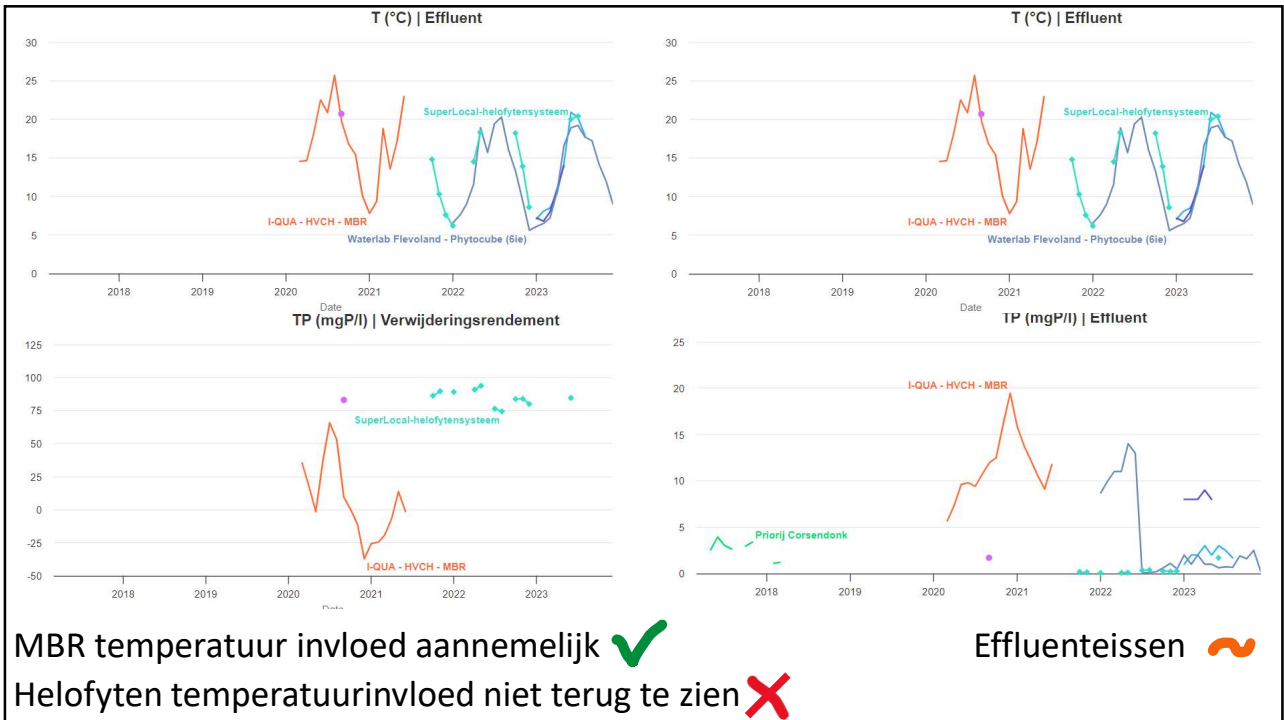 T (°C) | Effluent
30
25
20
15
10
5
0
SuperLocal-helofytensysteem
I-QUA - HVCH - MBR
Waterlab Flevoland - Phytocube (6ie)
2018 2019 2020 2021 2022 2023
Date
T (°C) | Effluent
30
25
20
15
10
5
0
SuperLocal-helofytensysteem
I-QUA - HVCH - MBR
Waterlab Flevoland - Phytocube (6ie)
2018 2019 2020 2021 2022 2023
Date
TP (mgP/l) | Verwijderingsrendement
125
100
75
50
25
0
-25
-50
SuperLocal-helofytensysteem
I-QUA - HVCH - MBR
2018 2019 2020 2021 2022 2023
Date
TP (mgP/l) | Effluent
25
20
15
10
5
0
I-QUA - HVCH - MBR
Priorij Corsendonk
2018 2019 2020 2021 2022 2023
MBR temperatuur invloed aannemelijk
Effluenteissen
Helofyten temperatuurinvloed niet terug te zien